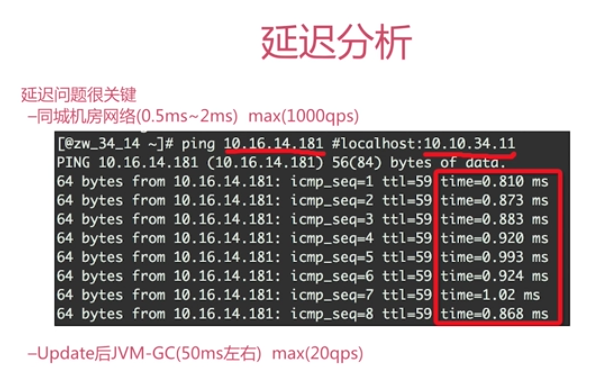 延迟分析
延迟问题很关键
–同城机房网络(0.5ms~2ms) max(1000qps)
[@zw_34_14 ~]# ping 10.16.14.181 #localhost:10.10.34.11
PING 10.16.14.181 (10.16.14.181) 56(84) bytes of data.
64 bytes from 10.16.14.181: icmp_seq=1 ttl=59 time=0.810 ms
64 bytes from 10.16.14.181: icmp_seq=2 ttl=59 time=0.873 ms
64 bytes from 10.16.14.181: icmp_seq=3 ttl=59 time=0.883 ms
64 bytes from 10.16.14.181: icmp_seq=4 ttl=59 time=0.920 ms
64 bytes from 10.16.14.181: icmp_seq=5 ttl=59 time=0.993 ms
64 bytes from 10.16.14.181: icmp_seq=6 ttl=59 time=0.924 ms
64 bytes from 10.16.14.181: icmp_seq=7 ttl=59 time=1.02 ms
64 bytes from 10.16.14.181: icmp_seq=8 ttl=59 time=0.868 ms
–Update后JVM-GC(50ms左右) max(20qps)